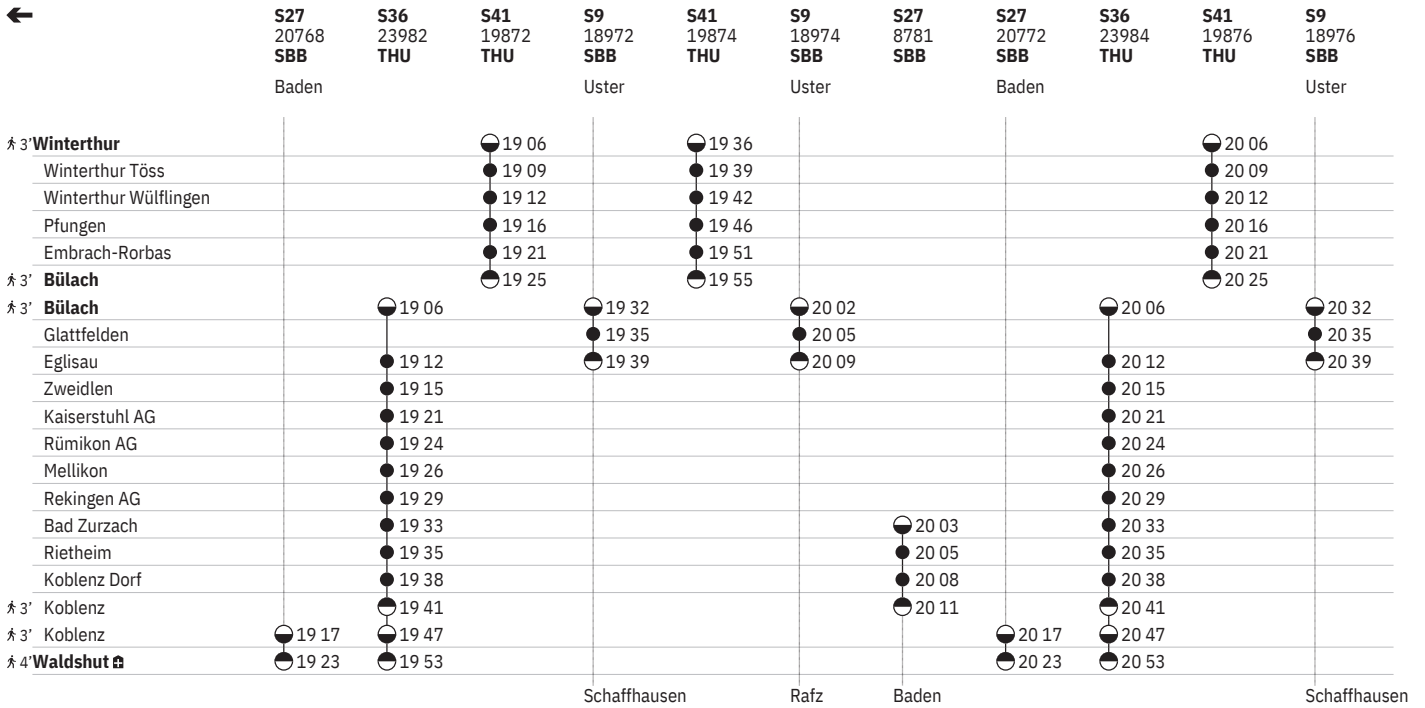 S27 S36 S41 S9 S41 S9 S27 S27 S36 S41 S9
20768 23982 19872 18972 19874 18974 8781 20772 23984 19876 18976
SBB THU THU SBB THU SBB SBB SBB THU THU SBB
Baden Uster Uster Baden Uster
3' Winterthur 19 06 19 36 20 06
Winterthur Töss 19 09 19 39 20 09
Winterthur Wülflingen 19 12 19 42 20 12
Pfungen 19 16 19 46 20 16
Embrach-Rorbas 19 21 19 51 20 21
3' Bülach 19 25 19 55 20 25
3' Bülach 19 06 19 32 20 02 20 06 20 32
Glattfelden 19 35 20 05 20 35
Eglisau 19 12 19 39 20 09 20 12 20 39
Zweidlen 19 15 20 15
Kaiserstuhl AG 19 21 20 21
Rümikon AG 19 24 20 24
Mellikon 19 26 20 26
Rekingen AG 19 29 20 29
Bad Zurzach 19 33 20 03 20 33
Rietheim 19 35 20 05 20 35
Koblenz Dorf 19 38 20 08 20 38
3' Koblenz 19 41 20 11 20 41
3' Koblenz 19 17 19 47 20 17 20 47
4' Waldshut 19 23 19 53 20 23 20 53
Schaffhausen Rafz Baden Schaffhausen